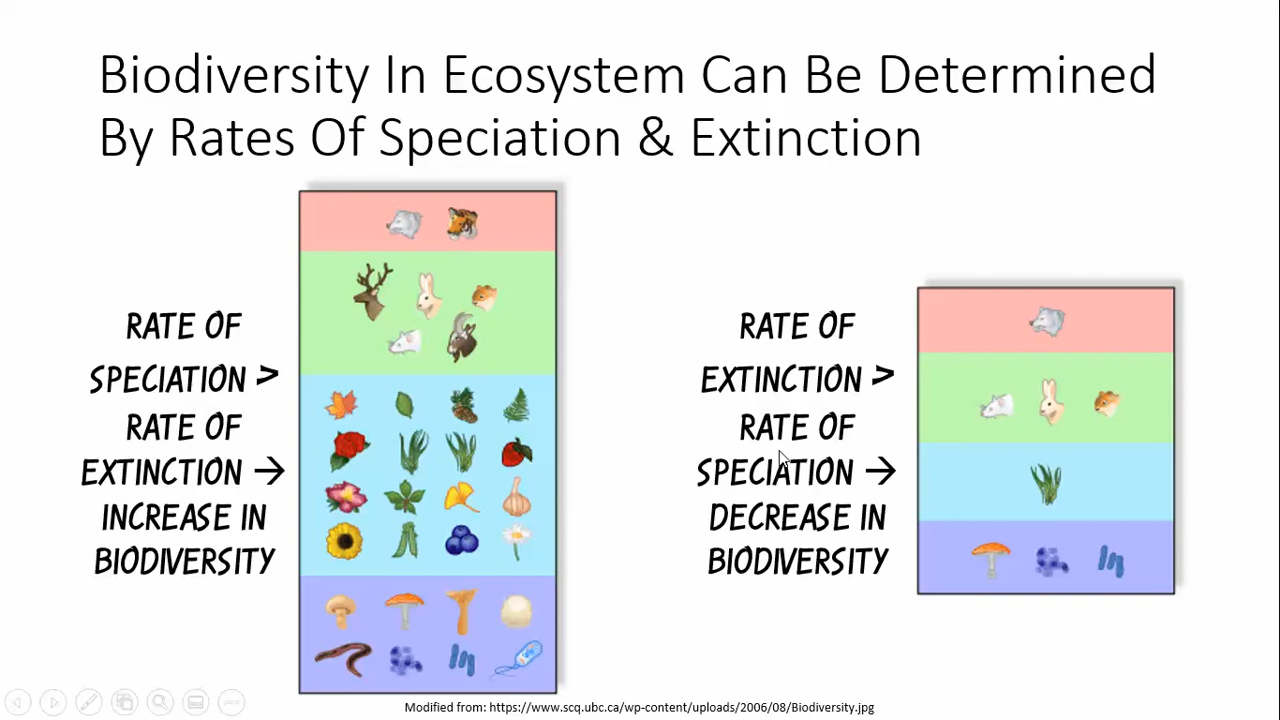 Biodiversity In Ecosystem Can Be Determined
By Rates Of Speciation & Extinction
RATE OF
SPECIATION >
RATE OF
EXTINCTION →
INCREASE IN
BIODIVERSITY
RATE OF
EXTINCTION >
RATE OF
SPECIATION →
DECREASE IN
BIODIVERSITY
Modified from: https://www.scq.ubc.ca/wp-content/uploads/2006/08/Biodiversity.jpg